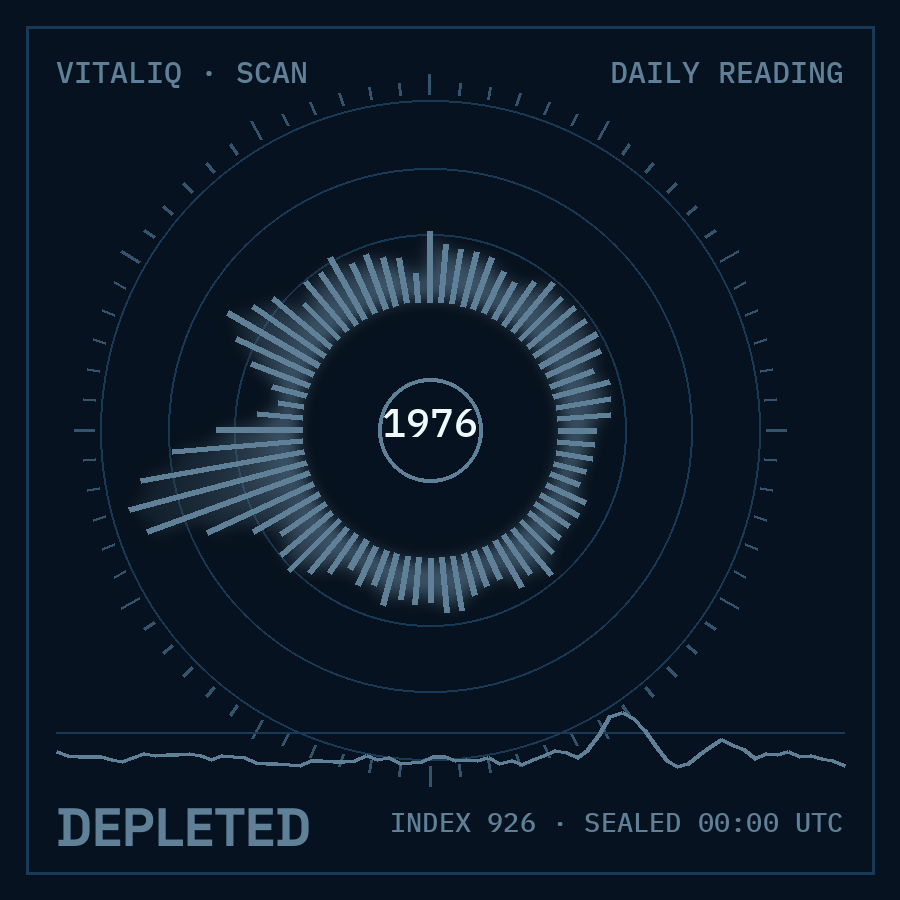 VITALIQ · SCAN
DAILY READING
1976
DEPLETED
INDEX 926 · SEALED 00:00 UTC